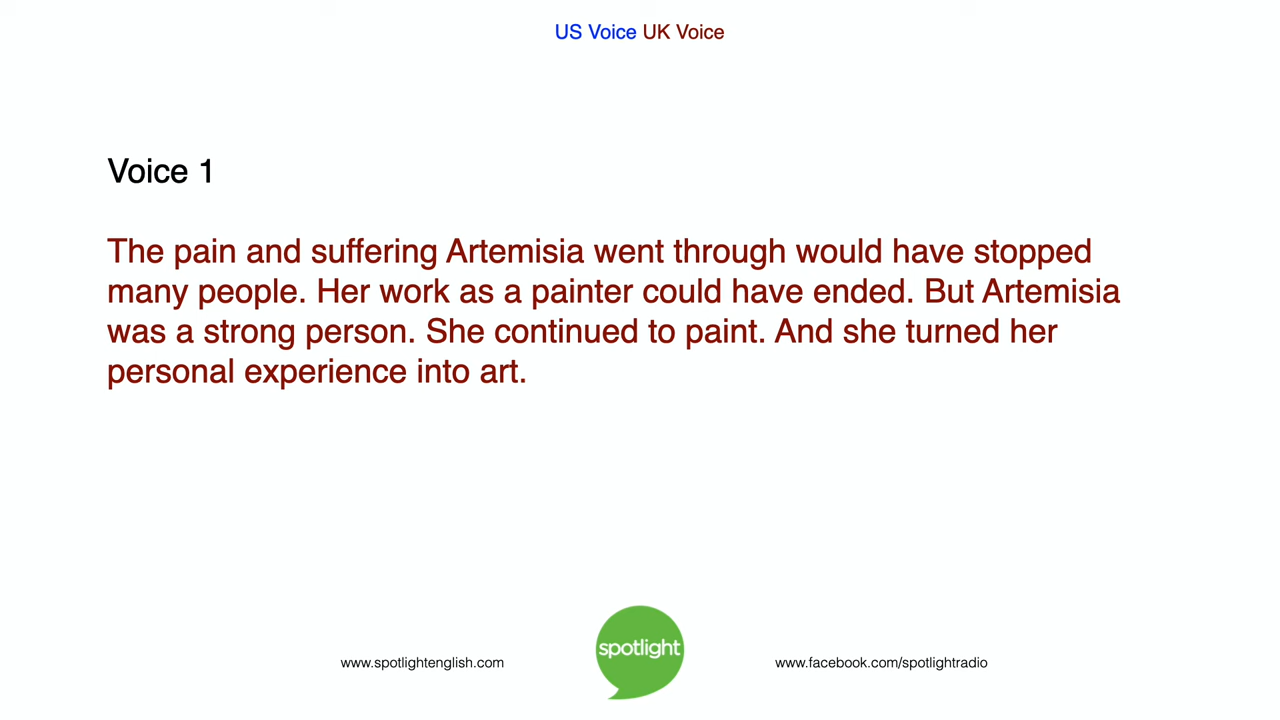 US Voice UK Voice
Voice 1
The pain and suffering Artemisia went through would have stopped
many people. Her work as a painter could have ended. But Artemisia
was a strong person. She continued to paint. And she turned her
personal experience into art.
spotlight
www.spotlightenglish.com
www.facebook.com/spotlightradio